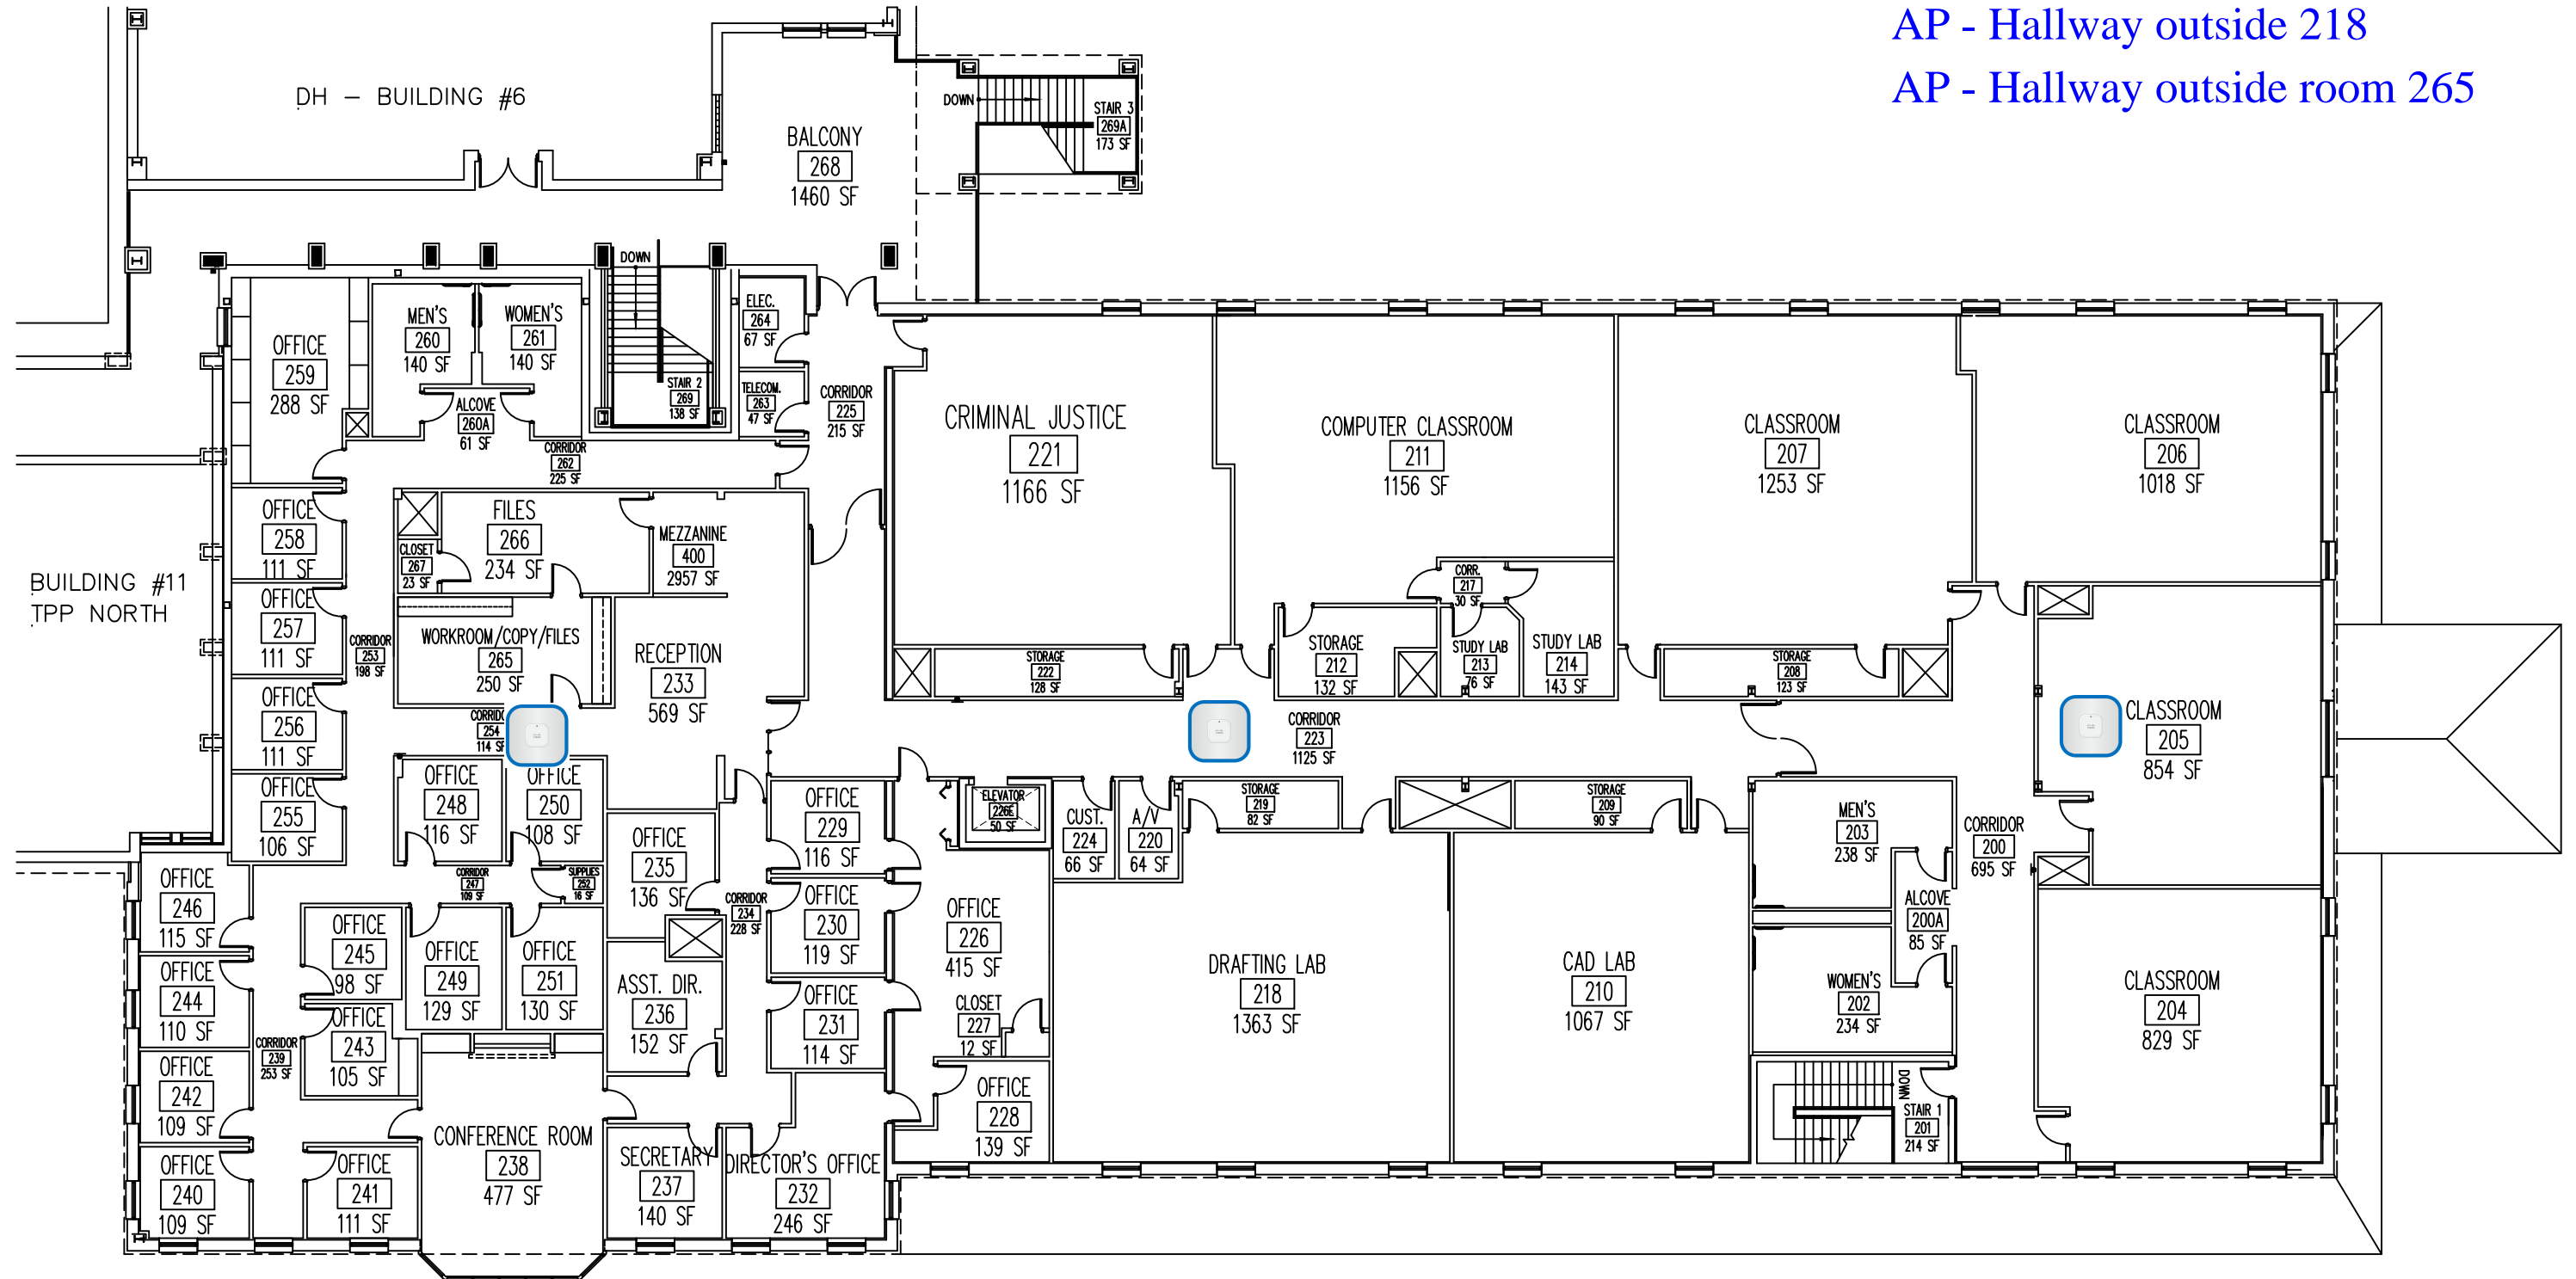 AP - Hallway outside 218
AP - Hallway outside room 265
DH – BUILDING #6
BALCONY
268
1460 SF
DOWN
STAIR 3
269A
173 SF
DOWN
STAIR 2
269
138 SF
ELEC.
264
67 SF
TELECOM.
263
47 SF
CORRIDOR
225
215 SF
MEN'S
260
140 SF
WOMEN'S
261
140 SF
OFFICE
259
288 SF
ALCOVE
260A
61 SF
CORRIDOR
262
225 SF
CRIMINAL JUSTICE
221
1166 SF
COMPUTER CLASSROOM
211
1156 SF
CLASSROOM
207
1253 SF
CLASSROOM
206
1018 SF
OFFICE
258
111 SF
FILES
266
234 SF
CLOSET
267
23 SF
MEZZANINE
400
2957 SF
BUILDING #11
TPP NORTH
OFFICE
257
111 SF
CORRIDOR
253
198 SF
WORKROOM/COPY/FILES
265
250 SF
RECEPTION
233
569 SF
CORR.
217
30 SF
STORAGE
222
128 SF
STORAGE
212
132 SF
STUDY LAB
213
76 SF
STUDY LAB
214
143 SF
STORAGE
208
123 SF
OFFICE
256
111 SF
254
114 SF
CORRIDOR
223
1125 SF
CLASSROOM
205
854 SF
OFFICE
255
106 SF
OFFICE
248
116 SF
OFFICE
250
108 SF
OFFICE
229
116 SF
ELEVATOR
226E
50 SF
CUST.
224
66 SF
A/V
220
64 SF
STORAGE
219
82 SF
STORAGE
209
90 SF
MEN'S
203
238 SF
CORRIDOR
200
695 SF
OFFICE
235
136 SF
OFFICE
246
115 SF
CORRIDOR
247
109 SF
SUPPLIES
252
16 SF
CORRIDOR
234
228 SF
OFFICE
230
119 SF
OFFICE
226
415 SF
ALCOVE
200A
85 SF
OFFICE
245
98 SF
OFFICE
249
129 SF
OFFICE
251
130 SF
DRAFTING LAB
218
1363 SF
CAD LAB
210
1067 SF
OFFICE
244
110 SF
ASST. DIR.
236
152 SF
OFFICE
231
114 SF
CLOSET
227
12 SF
WOMEN'S
202
234 SF
CLASSROOM
204
829 SF
OFFICE
243
105 SF
CORRIDOR
239
253 SF
OFFICE
242
109 SF
OFFICE
228
139 SF
DOWN
STAIR 1
201
214 SF
CONFERENCE ROOM
238
477 SF
OFFICE
240
109 SF
OFFICE
241
111 SF
SECRETARY
237
140 SF
DIRECTOR'S OFFICE
232
246 SF